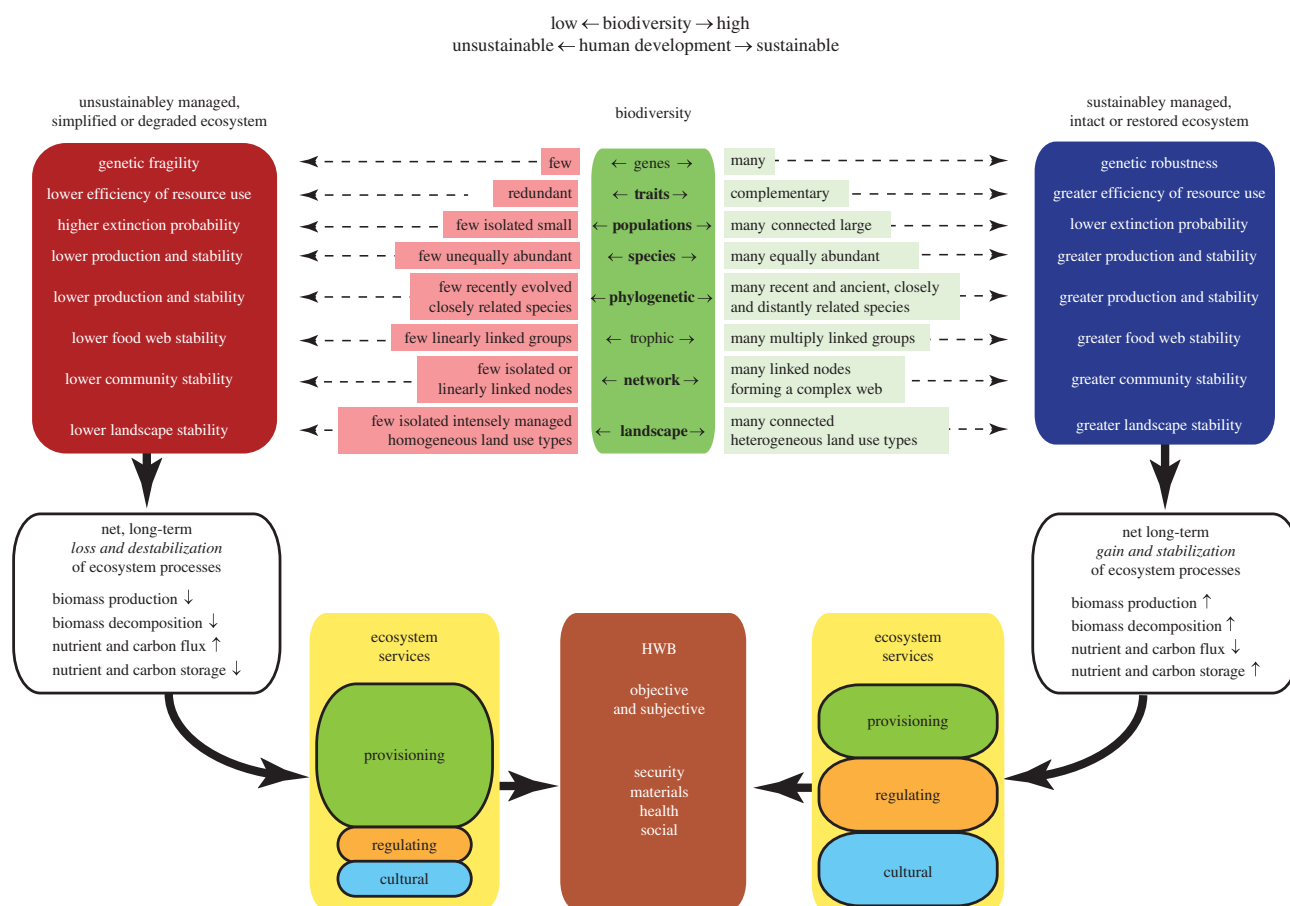 low ← biodiversity → high
unsustainable ← human development → sustainable
unsustainabley managed,
simplified or degraded ecosystem
biodiversity
sustainabley managed,
intact or restored ecosystem
genetic fragility
few
← genes →
many
genetic robustness
lower efficiency of resource use
redundant
← traits →
complementary
greater efficiency of resource use
higher extinction probability
few isolated small
← populations →
many connected large
lower extinction probability
lower production and stability
few unequally abundant
← species →
many equally abundant
greater production and stability
lower production and stability
few recently evolved
closely related species
← phylogenetic →
many recent and ancient, closely
and distantly related species
greater production and stability
lower food web stability
few linearly linked groups
← trophic →
many multiply linked groups
greater food web stability
lower community stability
few isolated or
linearly linked nodes
← network →
many linked nodes
forming a complex web
greater community stability
lower landscape stability
few isolated intensely managed
homogeneous land use types
← landscape →
many connected
heterogeneous land use types
greater landscape stability
net, long-term
loss and destabilization
of ecosystem processes
biomass production ↓
biomass decomposition ↓
nutrient and carbon flux ↑
nutrient and carbon storage ↓
ecosystem
services
provisioning
regulating
cultural
HWB
objective
and subjective
security
materials
health
social
net long-term
gain and stabilization
of ecosystem processes
biomass production ↑
biomass decomposition ↑
nutrient and carbon flux ↓
nutrient and carbon storage ↑
ecosystem
services
provisioning
regulating
cultural